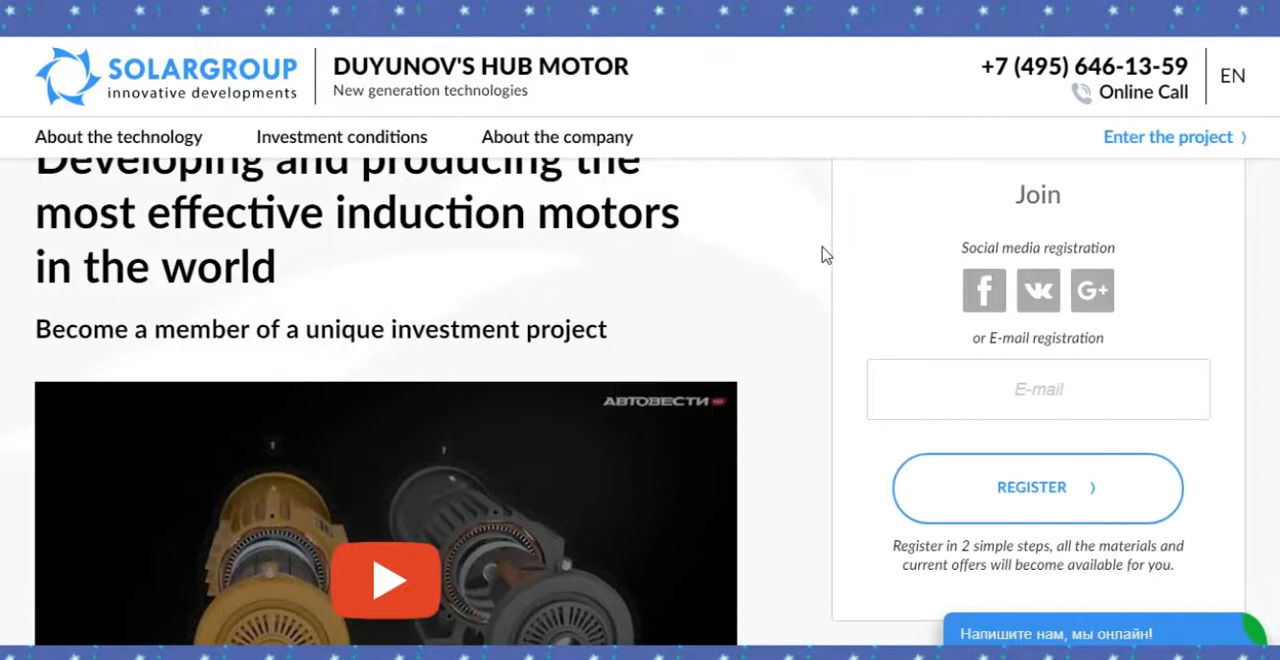 SOLARGROUP
innovative developments
DUYUNOV'S HUB MOTOR
New generation technologies
+7 (495) 646-13-59
Online Call
EN
About the technology
Investment conditions
About the company
Enter the project
Developing and producing the
most effective induction motors
in the world
Become a member of a unique investment project
АВТОВЕСТИ
Join
Social media registration
f
G+
or E-mail registration
E-mail
REGISTER
Register in 2 simple steps, all the materials and
current offers will become available for you.
Напишите нам, мы онлайн!